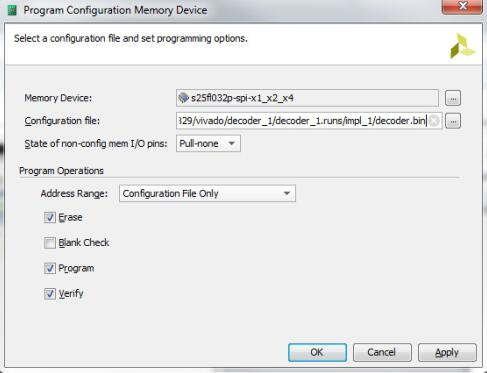 Program Configuration Memory Device
Select a configuration file and set programming options.
Memory Device: s25fl032p-spi-x1_x2_x4 ...
Configuration file: 329/vivado/decoder_1/decoder_1.runs/impl_1/decoder.bin ...
State of non-config mem I/O pins: Pull-none
Program Operations
Address Range: Configuration File Only
Erase
Blank Check
Program
Verify
OK Cancel Apply